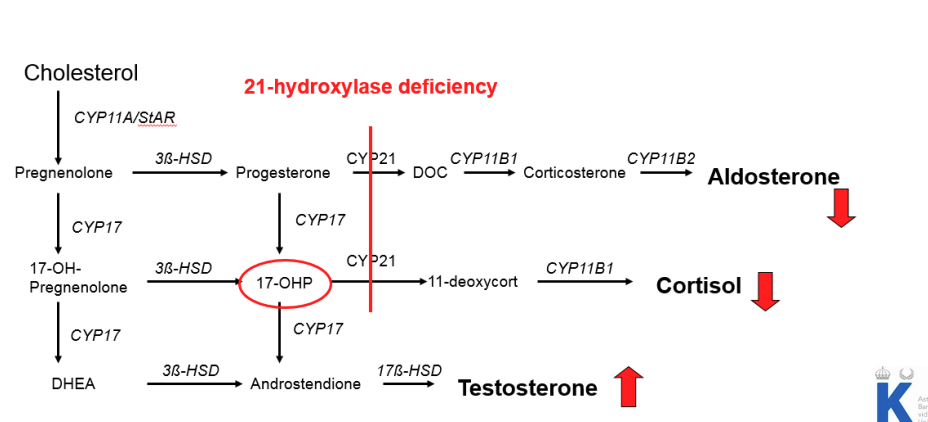 Cholesterol
21-hydroxylase deficiency
CYP11A/StAR
3ß-HSD
CYP21
CYP11B1
CYP11B2
Pregnenolone
Progesterone
DOC
Corticosterone
Aldosterone
CYP17
CYP17
17-OH-
Pregnenolone
3ß-HSD
17-OHP
CYP21
11-deoxycort
CYP11B1
Cortisol
CYP17
CYP17
DHEA
3ß-HSD
Androstendione
17ß-HSD
Testosterone
K